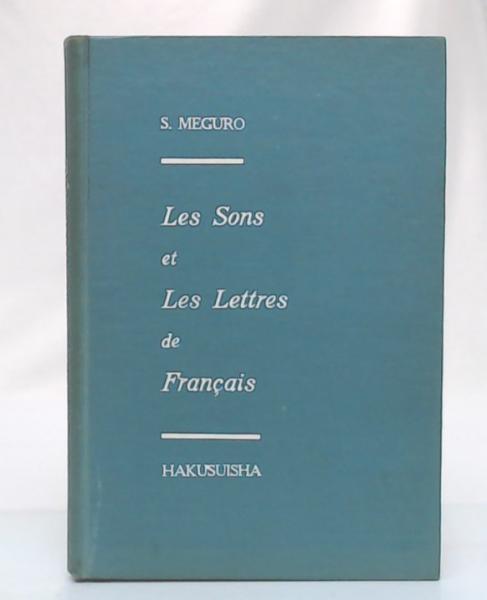 S. MEGURO
Les Sons
et
Les Lettres
de
Français
HAKUSUISHA